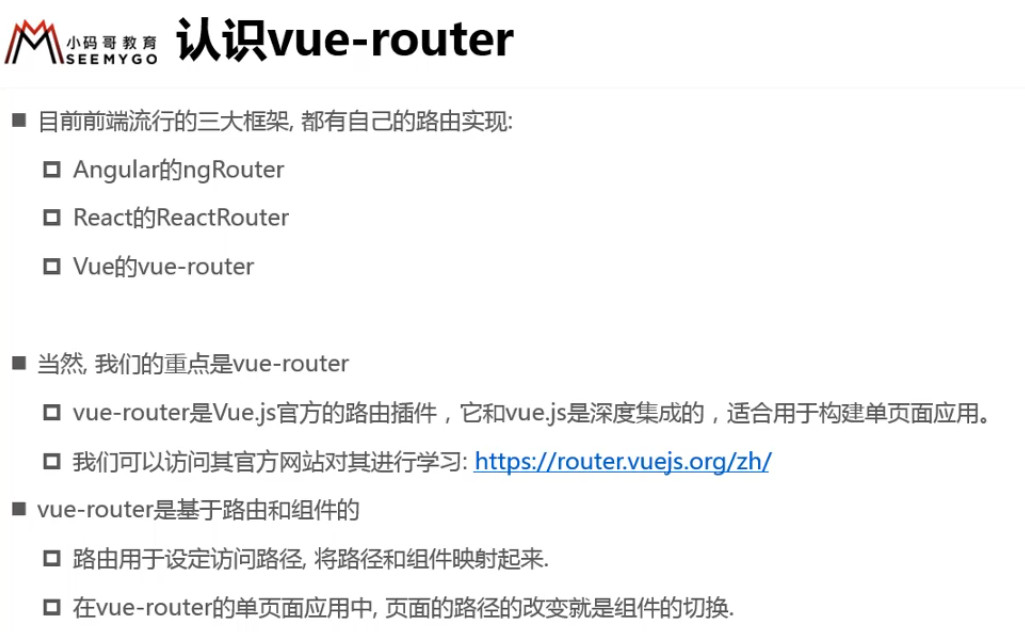 小码哥教育
SEEMYGO
认识vue-router
目前前端流行的三大框架, 都有自己的路由实现:
Angular的ngRouter
React的ReactRouter
Vue的vue-router
当然, 我们的重点是vue-router
vue-router是Vue.js官方的路由插件，它和vue.js是深度集成的，适合用于构建单页面应用。
我们可以访问其官方网站对其进行学习: https://router.vuejs.org/zh/
vue-router是基于路由和组件的
路由用于设定访问路径, 将路径和组件映射起来.
在vue-router的单页面应用中, 页面的路径的改变就是组件的切换.